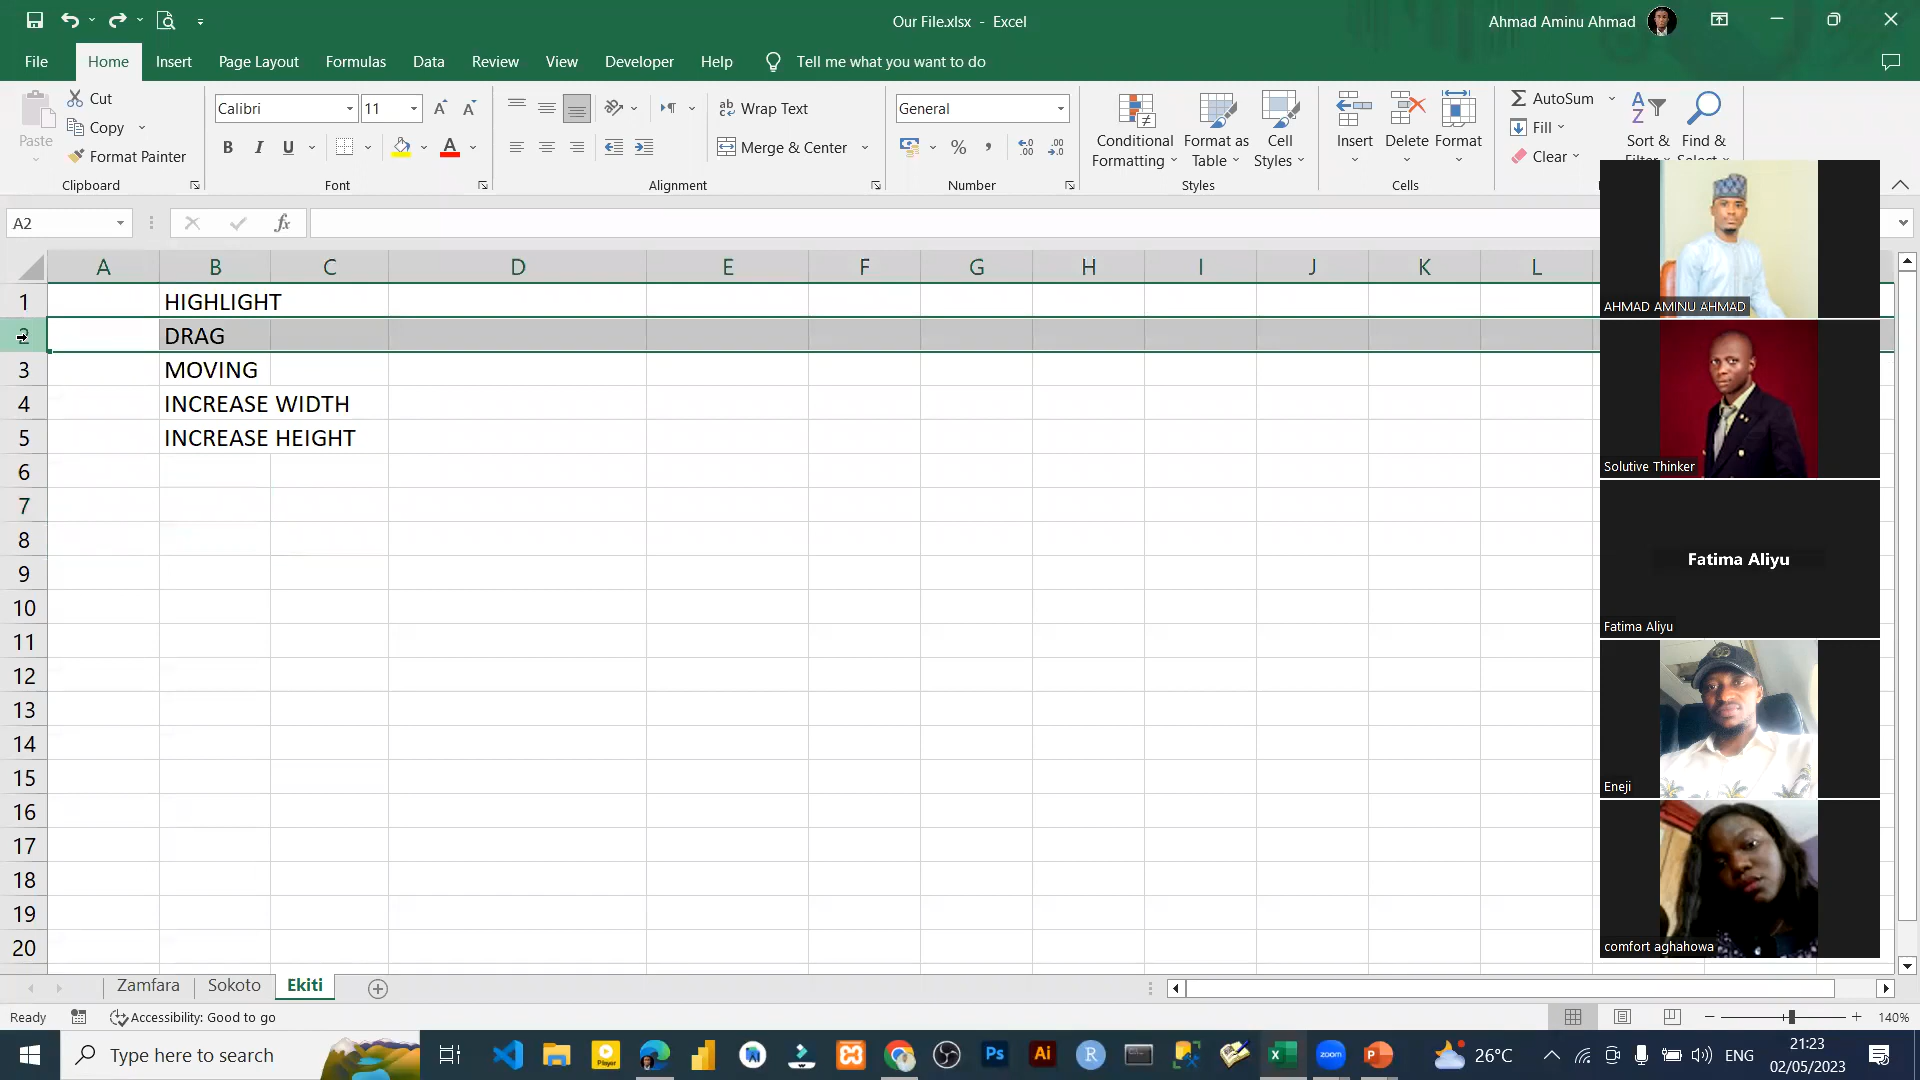 Our File.xlsx - Excel
Ahmad Aminu Ahmad
File Home Insert Page Layout Formulas Data Review View Developer Help Tell me what you want to do
Paste
Cut
Copy
Format Painter
Clipboard
Calibri 11
B I U A
Font
Wrap Text
Merge & Center
Alignment
General
% ,
Number
Conditional Formatting
Format as Table
Cell Styles
Styles
Insert Delete Format
Cells
AutoSum
Fill
Clear
Sort &
Find &
A2
fx
A B C D E F G H I J K L
1 HIGHLIGHT
2 DRAG
3 MOVING
4 INCREASE WIDTH
5 INCREASE HEIGHT
6
7
8
9
10
11
12
13
14
15
16
17
18
19
20
AHMAD AMINU AHMAD
Solutive Thinker
Fatima Aliyu
Fatima Aliyu
Eneji
comfort aghahowa
Zamfara Sokoto Ekiti
Ready Accessibility: Good to go
140%
Type here to search
Player
Ps
Ai
R
zoom
26°C
ENG
21:23
02/05/2023